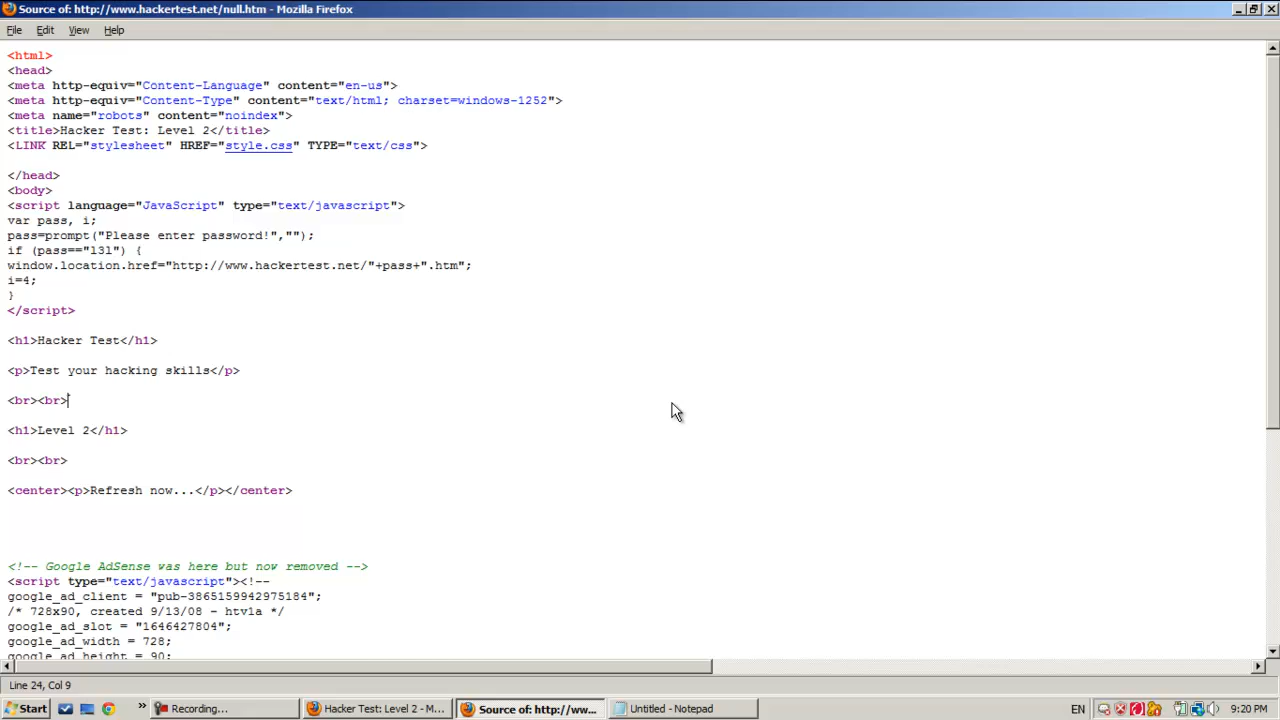 Source of: http://www.hackertest.net/null.htm - Mozilla Firefox
File Edit View Help
<html>
<head>
<meta http-equiv="Content-Language" content="en-us">
<meta http-equiv="Content-Type" content="text/html; charset=windows-1252">
<meta name="robots" content="noindex">
<title>Hacker Test: Level 2</title>
<LINK REL="stylesheet" HREF="style.css" TYPE="text/css">
</head>
<body>
<script language="JavaScript" type="text/javascript">
var pass, i;
pass=prompt("Please enter password!","");
if (pass=="l3l") {
window.location.href="http://www.hackertest.net/"+pass+".htm";
i=4;
}
</script>
<h1>Hacker Test</h1>
<p>Test your hacking skills</p>
<br><br>
<h1>Level 2</h1>
<br><br>
<center><p>Refresh now...</p></center>
<!-- Google AdSense was here but now removed -->
<script type="text/javascript"><!--
google_ad_client = "pub-3865159942975184";
/* 728x90, created 9/13/08 - htv1a */
google_ad_slot = "1646427804";
google_ad_width = 728;
google_ad_height = 90;
Line 24, Col 9
Start Recording... Hacker Test: Level 2 - M... Source of: http://ww... Untitled - Notepad EN 9:20 PM